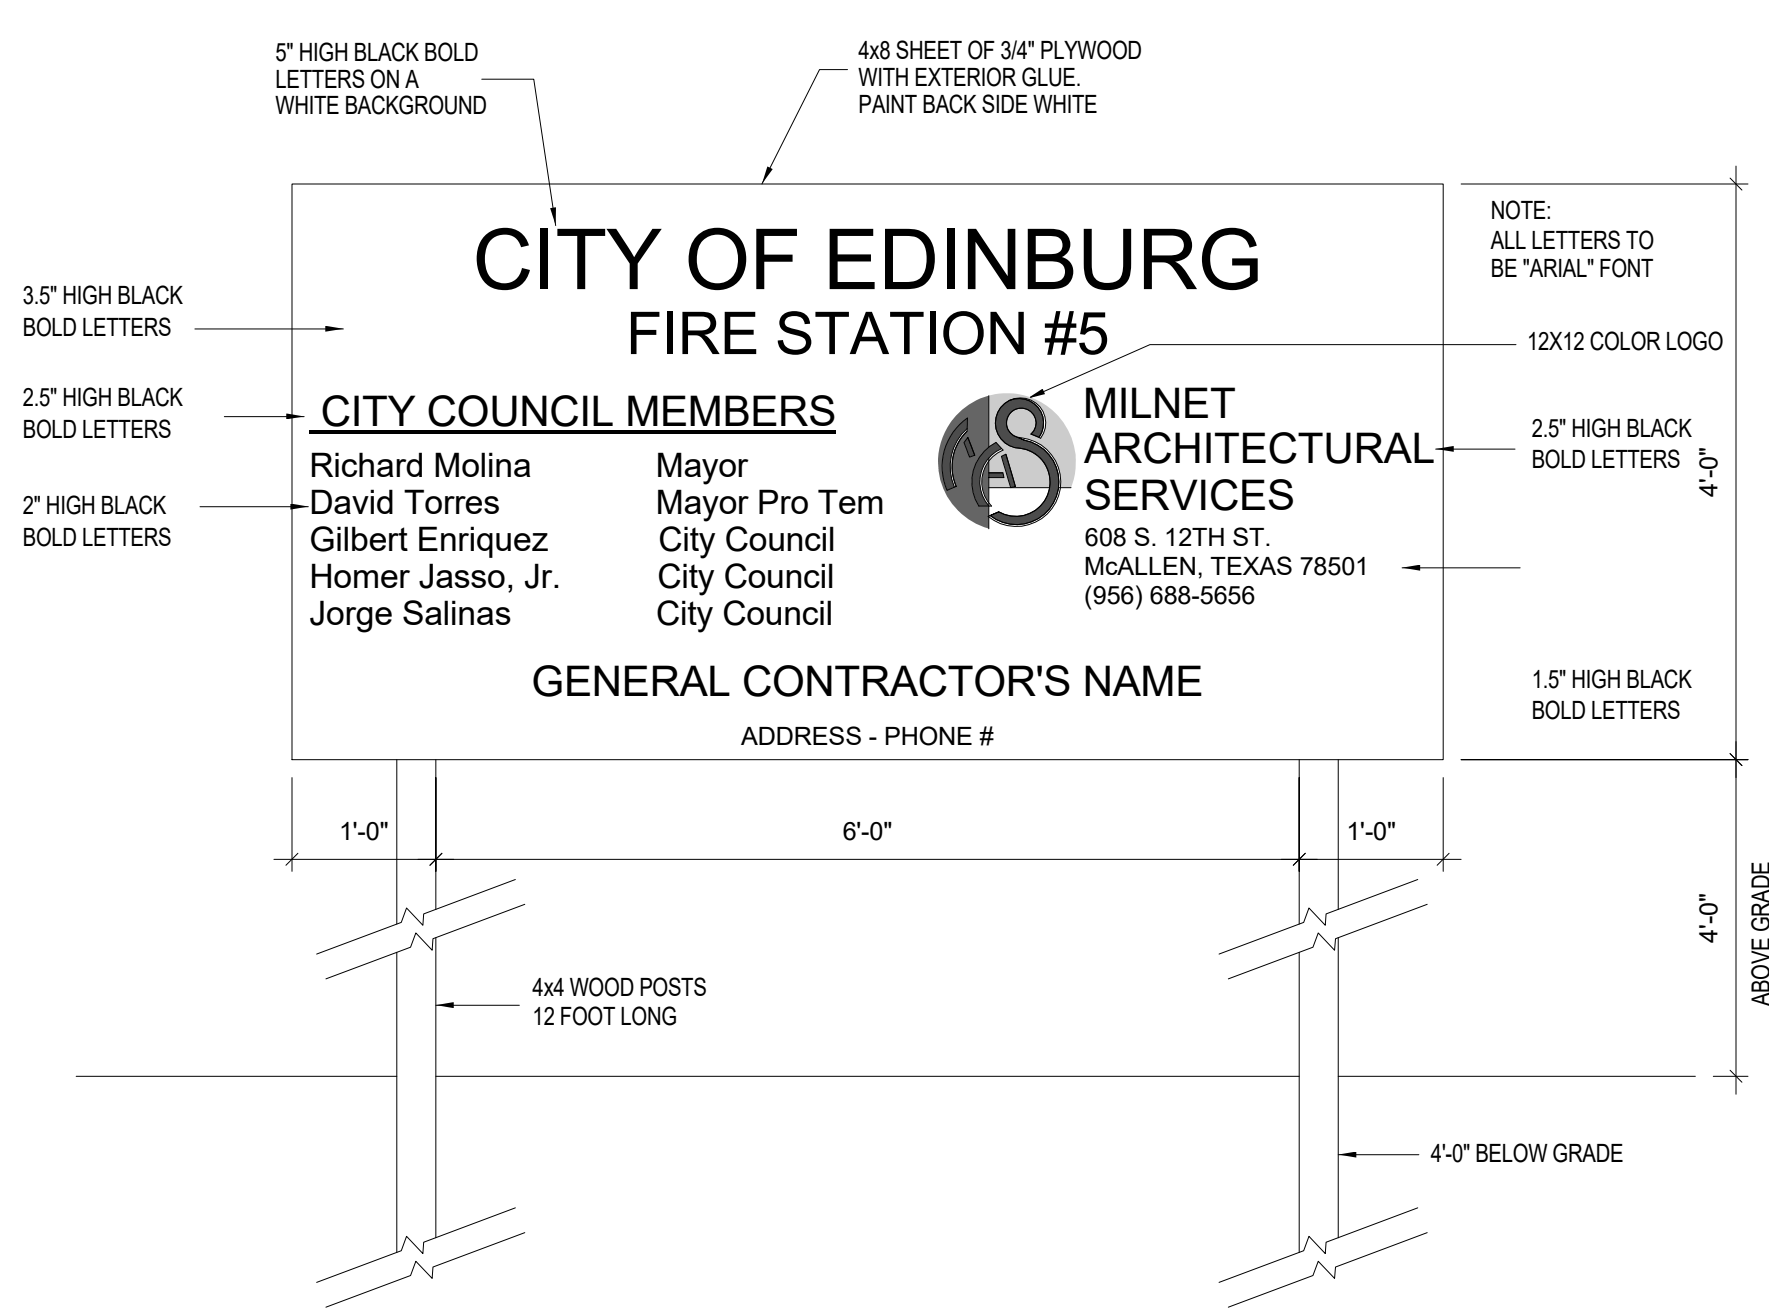 5" HIGH BLACK BOLD
LETTERS ON A
WHITE BACKGROUND
4x8 SHEET OF 3/4" PLYWOOD
WITH EXTERIOR GLUE.
PAINT BACK SIDE WHITE
NOTE:
ALL LETTERS TO
BE "ARIAL" FONT
CITY OF EDINBURG
FIRE STATION #5
3.5" HIGH BLACK
BOLD LETTERS
12X12 COLOR LOGO
2.5" HIGH BLACK
BOLD LETTERS
CITY COUNCIL MEMBERS
Richard Molina Mayor
David Torres Mayor Pro Tem
Gilbert Enriquez City Council
Homer Jasso, Jr. City Council
Jorge Salinas City Council
2" HIGH BLACK
BOLD LETTERS
MILNET
ARCHITECTURAL
SERVICES
608 S. 12TH ST.
McALLEN, TEXAS 78501
(956) 688-5656
2.5" HIGH BLACK
BOLD LETTERS
4'-0"
GENERAL CONTRACTOR'S NAME
ADDRESS - PHONE #
1.5" HIGH BLACK
BOLD LETTERS
1'-0" 6'-0" 1'-0"
4'-0"
ABOVE GRADE
4x4 WOOD POSTS
12 FOOT LONG
4'-0" BELOW GRADE